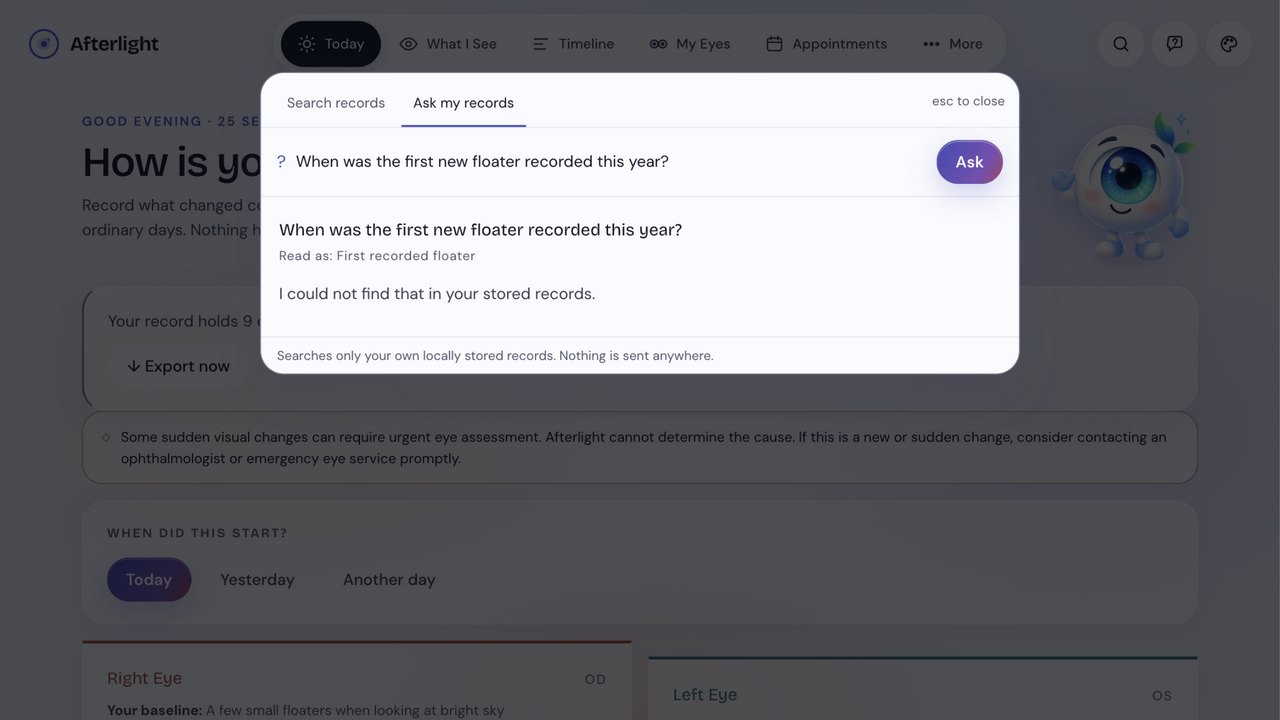 Afterlight
Today
What I See
Timeline
My Eyes
Appointments
More
Search records
Ask my records
esc to close
? When was the first new floater recorded this year?
Ask
When was the first new floater recorded this year?
Read as: First recorded floater
I could not find that in your stored records.
Searches only your own locally stored records. Nothing is sent anywhere.
GOOD EVENING · 25 SE
How is yo
Record what changed
ordinary days. Nothing
Your record holds 9
Export now
Some sudden visual changes can require urgent eye assessment. Afterlight cannot determine the cause. If this is a new or sudden change, consider contacting an
ophthalmologist or emergency eye service promptly.
WHEN DID THIS START?
Today
Yesterday
Another day
Right Eye
OD
Your baseline: A few small floaters when looking at bright sky
Left Eye
OS